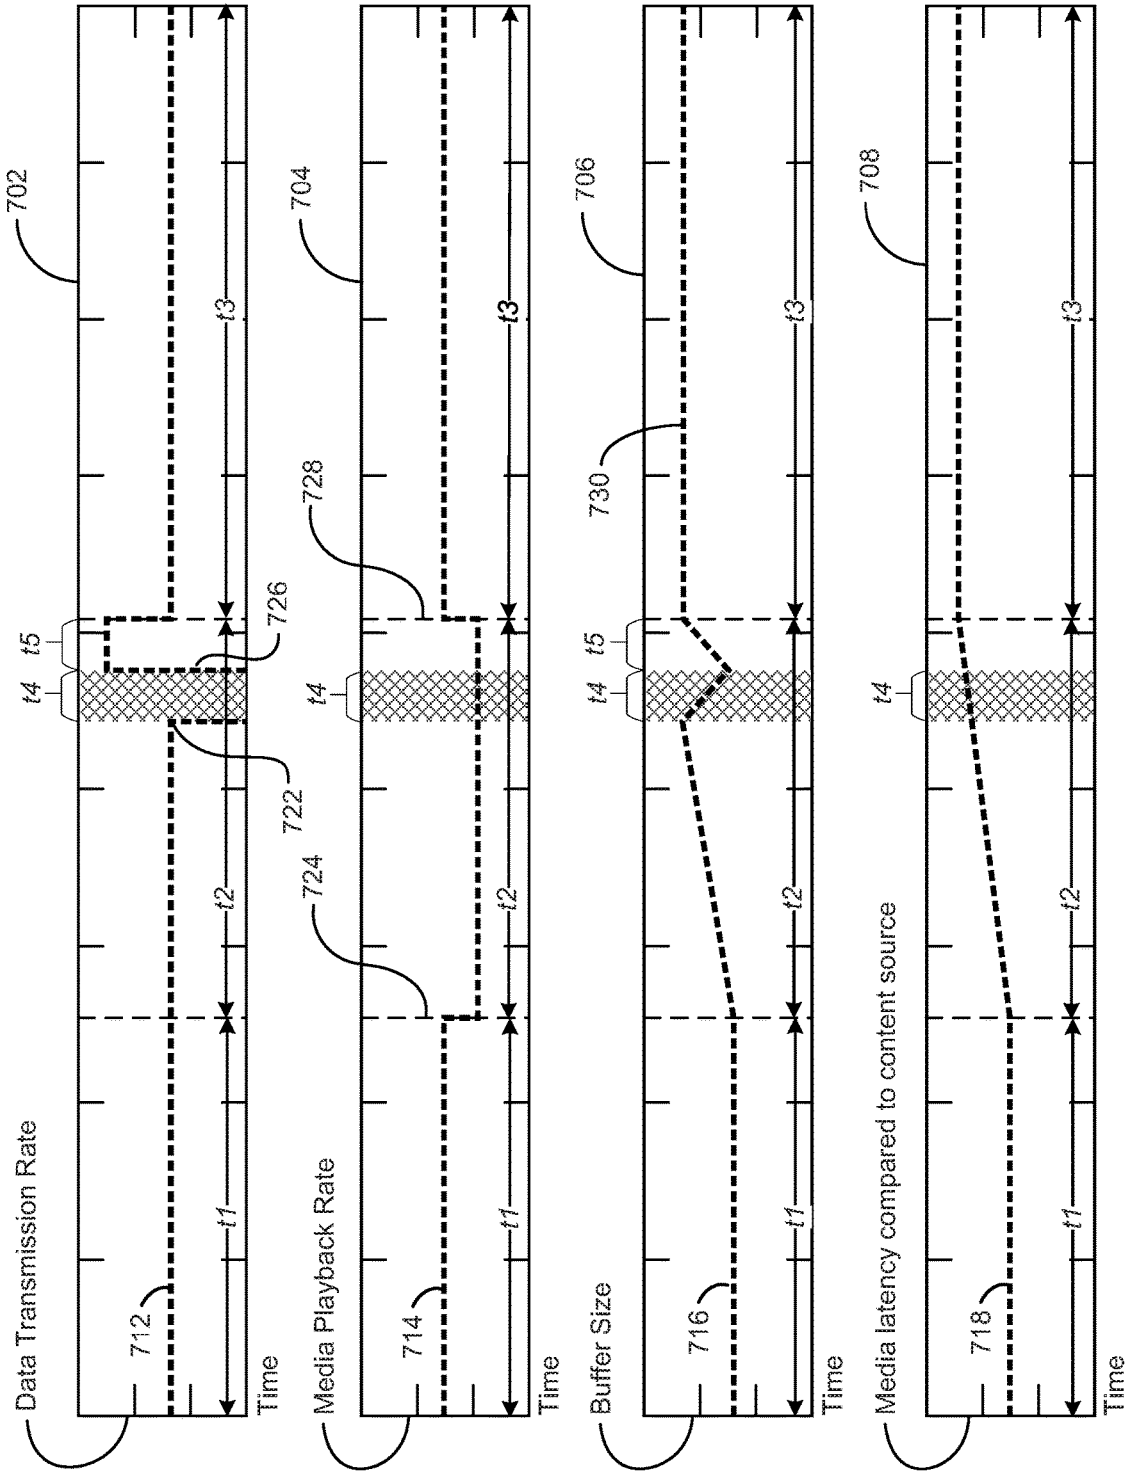 Data Transmission Rate
712
722
t4
t5
726
702
t1
t2
t3
Time
Media Playback Rate
714
724
t4
728
704
t1
t2
t3
Time
Buffer Size
716
t4
t5
730
706
t1
t2
t3
Time
Media latency compared to content source
718
t4
708
t1
t2
t3
Time